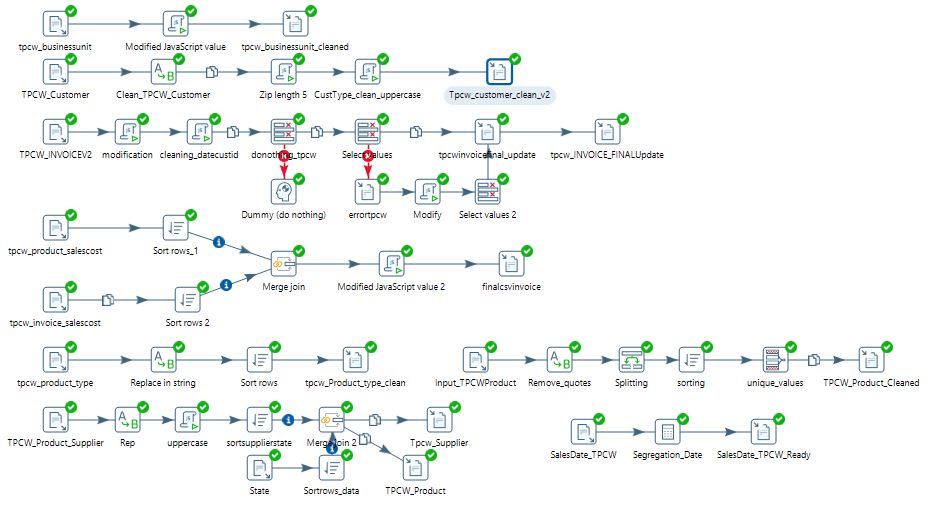 tpcw_businessunit
Modified JavaScript value
tpcw_businessunit_cleaned
TPCW_Customer
Clean_TPCW_Customer
Zip length 5
CustType_clean_uppercase
Tpcw_customer_clean_v2
TPCW_INVOICEV2
modification
cleaning_datecustid
donothing_tpcw
Select values
tpcwinvoicefinal_update
tpcw_INVOICE_FINALUpdate
Dummy (do nothing)
errortpcw
Modify
Select values 2
tpcw_product_salescost
Sort rows_1
Merge join
Modified JavaScript value 2
finalcsvinvoice
tpcw_invoice_salescost
Sort rows 2
tpcw_product_type
Replace in string
Sort rows
tpcw_Product_type_clean
Input_TPCWProduct
Remove_quotes
Splitting
sorting
unique_values
TPCW_Product_Cleaned
TPCW_Product_Supplier
Rep
uppercase
sortsupplierstate
Merge join 2
Tpcw_Supplier
SalesDate_TPCW
Segregation_Date
SalesDate_TPCW_Ready
State
Sortrows_data
TPCW_Product